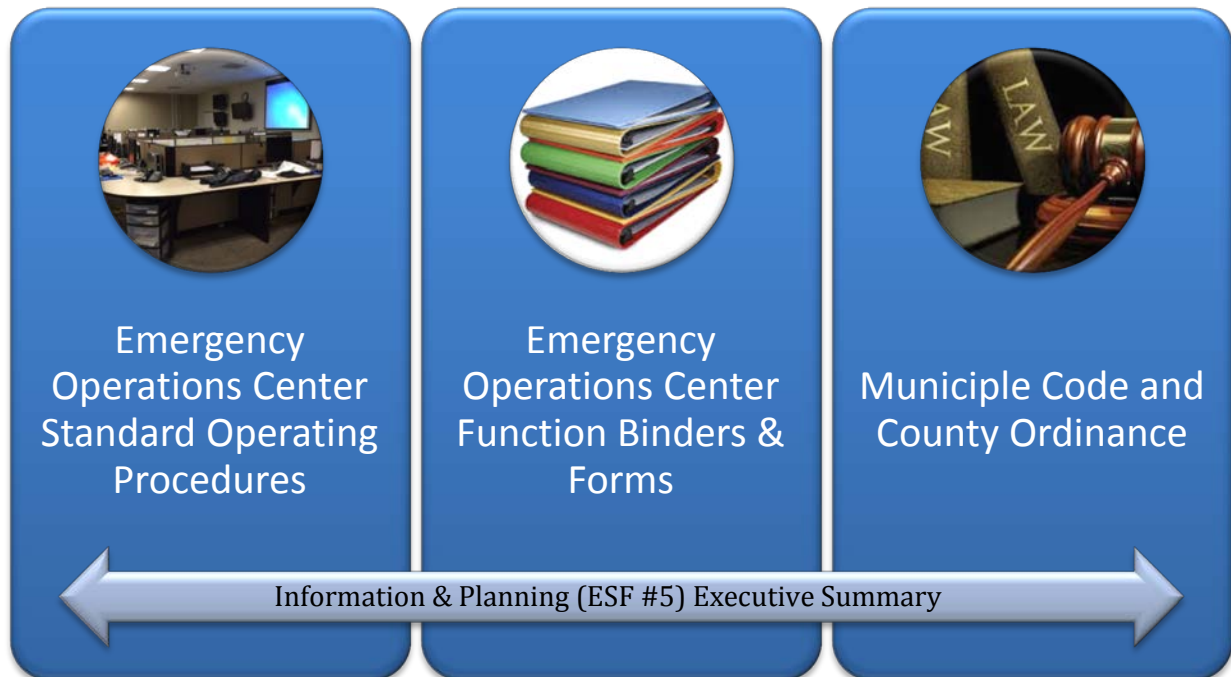 Emergency
Operations Center
Standard Operating
Procedures
Emergency
Operations Center
Function Binders &
Forms
LAW
LAW
Municiple Code and
County Ordinance
Information & Planning (ESF #5) Executive Summary